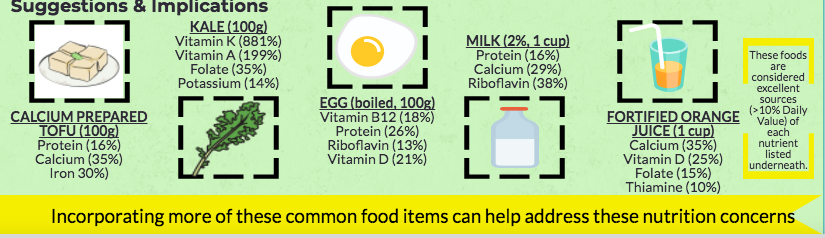 Suggestions & Implications
CALCIUM PREPARED
TOFU (100g)
Protein (16%)
Calcium (35%)
Iron 30%)
KALE (100g)
Vitamin K (881%)
Vitamin A (199%)
Folate (35%)
Potassium (14%)
EGG (boiled, 100g)
Vitamin B12 (18%)
Protein (26%)
Riboflavin (13%)
Vitamin D (21%)
MILK (2%, 1 cup)
Protein (16%)
Calcium (29%)
Riboflavin (38%)
FORTIFIED ORANGE
JUICE (1 cup)
Calcium (35%)
Vitamin D (25%)
Folate (15%)
Thiamine (10%)
These foods
are
considered
excellent
sources
(>10% Daily
Value) of
each
nutrient
listed
underneath.
Incorporating more of these common food items can help address these nutrition concerns